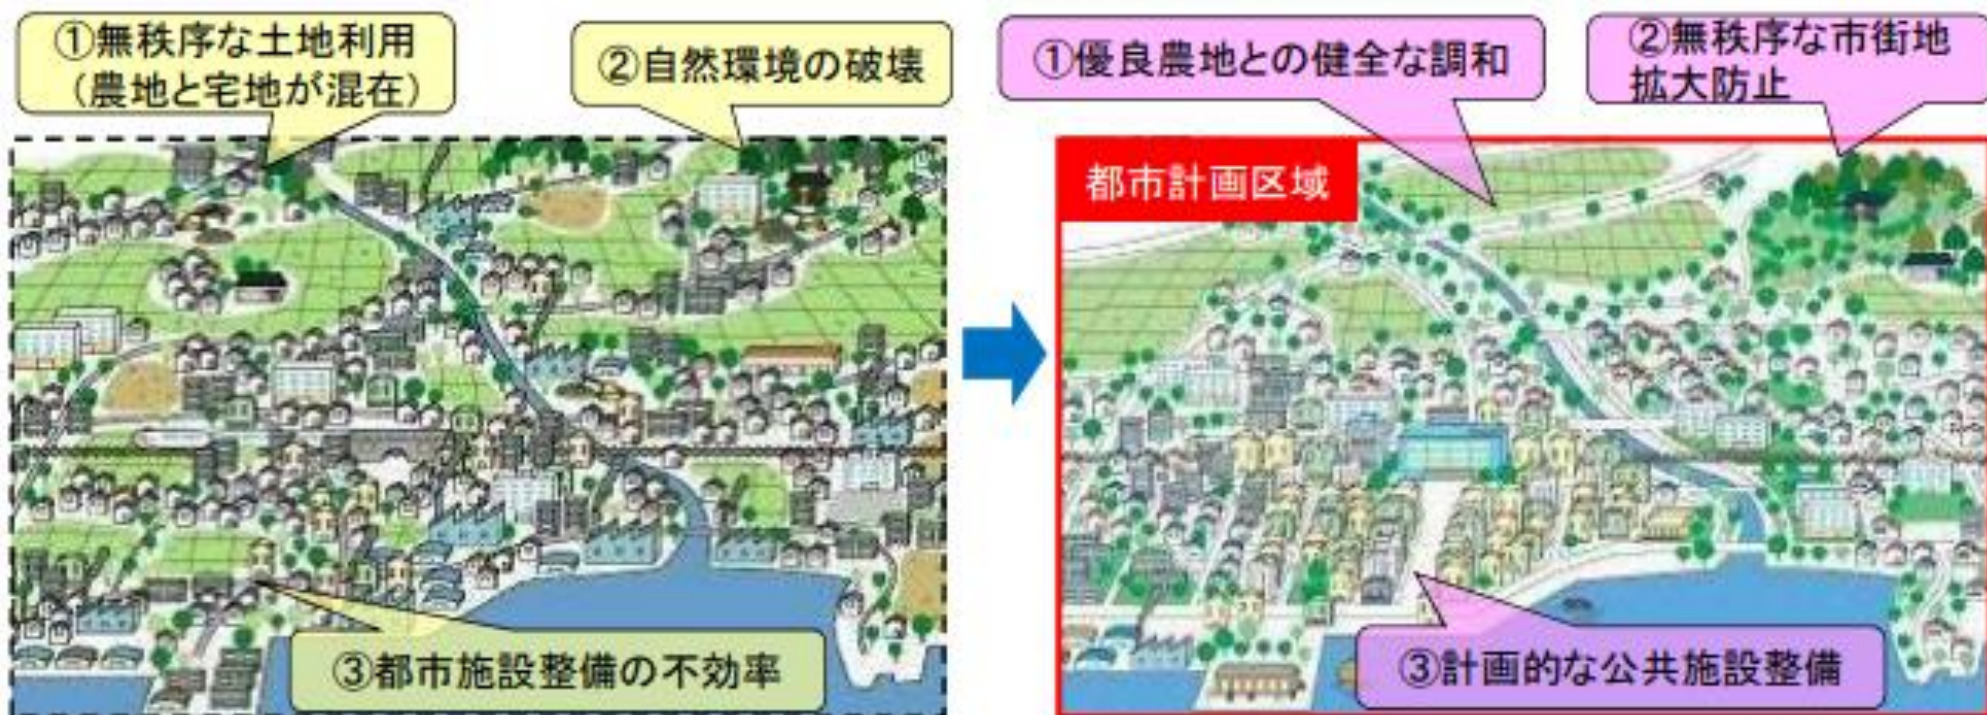 ①無秩序な土地利用
(農地と宅地が混在)
②自然環境の破壊
③都市施設整備の不効率
①優良農地との健全な調和
②無秩序な市街地
拡大防止
都市計画区域
③計画的な公共施設整備